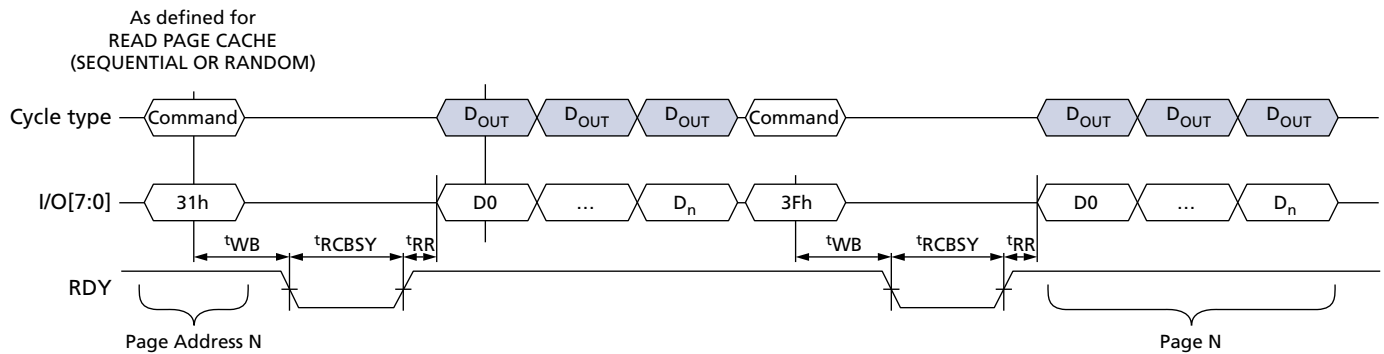 As defined for
READ PAGE CACHE
(SEQUENTIAL OR RANDOM)
Cycle type Command DOUT DOUT DOUT Command DOUT DOUT DOUT
I/O[7:0] 31h D0 … Dn 3Fh D0 … Dn
tWB tRCBSY tRR tWB tRCBSY tRR
RDY
Page Address N Page N